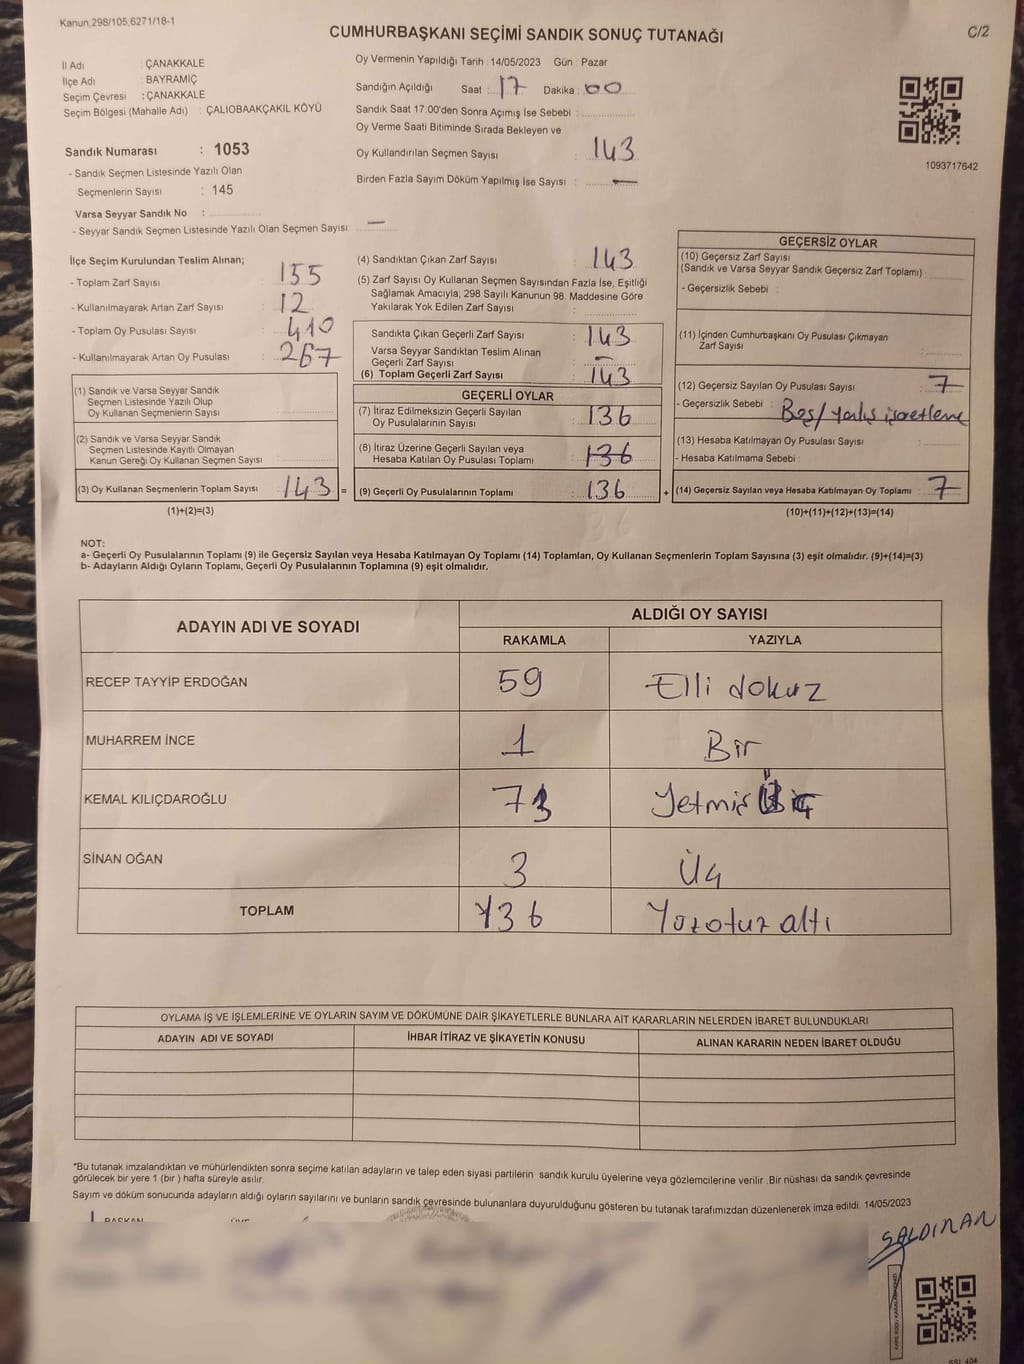 Kanun,298/105,6271/18-1
CUMHURBAŞKANI SEÇİMİ SANDIK SONUÇ TUTANAĞI
C/2
İl Adı : ÇANAKKALE
İlçe Adı : BAYRAMİÇ
Seçim Çevresi : ÇANAKKALE
Seçim Bölgesi (Mahalle Adı) : ÇALIOBAAKÇAKIL KÖYÜ
Sandık Numarası : 1053
- Sandık Seçmen Listesinde Yazılı Olan
Seçmenlerin Sayısı : 145
Varsa Seyyar Sandık No :
- Seyyar Sandık Seçmen Listesinde Yazılı Olan Seçmen Sayısı: —
Oy Vermenin Yapıldığı Tarih : 14/05/2023 Gün : Pazar
Sandığın Açıldığı Saat : 17 Dakika : 00
Sandık Saat 17:00'den Sonra Açımış İse Sebebi :
Oy Verme Saati Bitiminde Sırada Bekleyen ve
Oy Kullandırılan Seçmen Sayısı : 143
Birden Fazla Sayım Döküm Yapılmış İse Sayısı : —
1093717642
İlçe Seçim Kurulundan Teslim Alınan;
- Toplam Zarf Sayısı : 155
- Kullanılmayarak Artan Zarf Sayısı : 12
- Toplam Oy Pusulası Sayısı : 410
- Kullanılmayarak Artan Oy Pusulası : 267
(1) Sandık ve Varsa Seyyar Sandık
Seçmen Listesinde Yazılı Olup
Oy Kullanan Seçmenlerin Sayısı :
(2) Sandık ve Varsa Seyyar Sandık
Seçmen Listesinde Kayıtlı Olmayan
Kanun Gereği Oy Kullanan Seçmen Sayısı :
(3) Oy Kullanan Seçmenlerin Toplam Sayısı : 143 =
(1)+(2)=(3)
(4) Sandıktan Çıkan Zarf Sayısı : 143
(5) Zarf Sayısı Oy Kullanan Seçmen Sayısından Fazla İse, Eşitliği
Sağlamak Amacıyla; 298 Sayılı Kanunun 98. Maddesine Göre
Yakılarak Yok Edilen Zarf Sayısı :
Sandıkta Çıkan Geçerli Zarf Sayısı : 143
Varsa Seyyar Sandıktan Teslim Alınan
Geçerli Zarf Sayısı : —
(6) Toplam Geçerli Zarf Sayısı : 143
GEÇERLİ OYLAR
(7) İtiraz Edilmeksizin Geçerli Sayılan
Oy Pusulalarının Sayısı : 136
(8) İtiraz Üzerine Geçerli Sayılan veya
Hesaba Katılan Oy Pusulası Toplamı : 136
(9) Geçerli Oy Pusulalarının Toplamı : 136 +
GEÇERSİZ OYLAR
(10) Geçersiz Zarf Sayısı
(Sandık ve Varsa Seyyar Sandık Geçersiz Zarf Toplamı) :
- Geçersizlik Sebebi :
(11) İçinden Cumhurbaşkanı Oy Pusulası Çıkmayan
Zarf Sayısı :
(12) Geçersiz Sayılan Oy Pusulası Sayısı : 7
- Geçersizlik Sebebi : Boş/yanlış işaretleme
(13) Hesaba Katılmayan Oy Pusulası Sayısı :
- Hesaba Katılmama Sebebi :
(14) Geçersiz Sayılan veya Hesaba Katılmayan Oy Toplamı : 7
(10)+(11)+(12)+(13)=(14)
NOT:
a- Geçerli Oy Pusulalarının Toplamı (9) ile Geçersiz Sayılan veya Hesaba Katılmayan Oy Toplamı (14) Toplamları, Oy Kullanan Seçmenlerin Toplam Sayısına (3) eşit olmalıdır. (9)+(14)=(3)
b- Adayların Aldığı Oyların Toplamı, Geçerli Oy Pusulalarının Toplamına (9) eşit olmalıdır.
ADAYIN ADI VE SOYADI
ALDIĞI OY SAYISI
RAKAMLA YAZIYLA
RECEP TAYYİP ERDOĞAN 59 Elli dokuz
MUHARREM İNCE 1 Bir
KEMAL KILIÇDAROĞLU 73 Yetmiş
SİNAN OĞAN 3 Üç
TOPLAM 136 Yüzotuz altı
OYLAMA İŞ VE İŞLEMLERİNE VE OYLARIN SAYIM VE DÖKÜMÜNE DAİR ŞİKAYETLERLE BUNLARA AİT KARARLARIN NELERDEN İBARET BULUNDUKLARI
ADAYIN ADI VE SOYADI İHBAR İTİRAZ VE ŞİKAYETİN KONUSU ALINAN KARARIN NEDEN İBARET OLDUĞU
*Bu tutanak imzalandıktan ve mühürlendikten sonra seçime katılan adayların ve talep eden siyasi partilerin sandık kurulu üyelerine veya gözlemcilerine verilir .Bir nüshası da sandık çevresinde
görülecek bir yere 1 (bir ) hafta süreyle asılır.
Sayım ve döküm sonucunda adayların aldığı oyların sayılarını ve bunların sandık çevresinde bulunanlara duyurulduğunu gösteren bu tutanak tarafımızdan düzenlenerek imza edildi. 14/05/2023
BAŞKAN